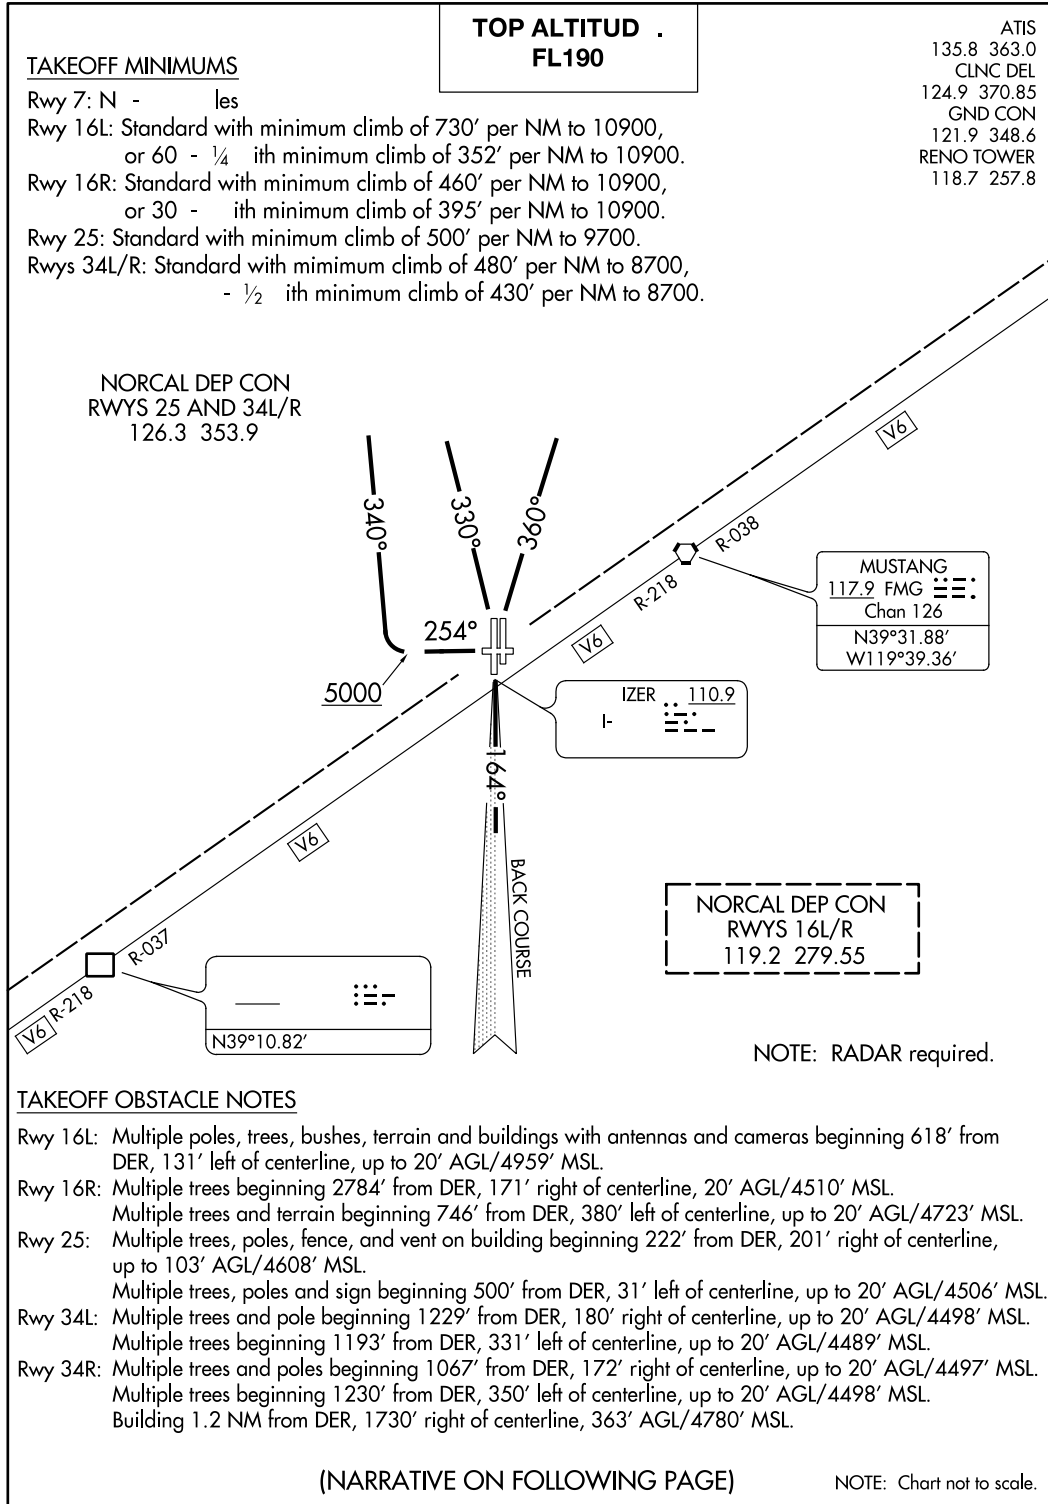 TOP ALTITUD .
FL190
ATIS
135.8 363.0
CLNC DEL
124.9 370.85
GND CON
121.9 348.6
RENO TOWER
118.7 257.8
TAKEOFF MINIMUMS
Rwy 7: N - les
Rwy 16L: Standard with minimum climb of 730' per NM to 10900,
or 60 - ¼ ith minimum climb of 352' per NM to 10900.
Rwy 16R: Standard with minimum climb of 460' per NM to 10900,
or 30 - ith minimum climb of 395' per NM to 10900.
Rwy 25: Standard with minimum climb of 500' per NM to 9700.
Rwys 34L/R: Standard with mimimum climb of 480' per NM to 8700,
- ½ ith minimum climb of 430' per NM to 8700.
NORCAL DEP CON
RWYS 25 AND 34L/R
126.3 353.9
V6
340°
330°
360°
R-038
R-218
MUSTANG
117.9 FMG
Chan 126
N39°31.88'
W119°39.36'
254°
V6
5000
IZER 110.9
I-
164°
V6
BACK COURSE
NORCAL DEP CON
RWYS 16L/R
119.2 279.55
R-037
R-218
V6
N39°10.82'
NOTE: RADAR required.
TAKEOFF OBSTACLE NOTES
Rwy 16L: Multiple poles, trees, bushes, terrain and buildings with antennas and cameras beginning 618' from
DER, 131' left of centerline, up to 20' AGL/4959' MSL.
Rwy 16R: Multiple trees beginning 2784' from DER, 171' right of centerline, 20' AGL/4510' MSL.
Multiple trees and terrain beginning 746' from DER, 380' left of centerline, up to 20' AGL/4723' MSL.
Rwy 25: Multiple trees, poles, fence, and vent on building beginning 222' from DER, 201' right of centerline,
up to 103' AGL/4608' MSL.
Multiple trees, poles and sign beginning 500' from DER, 31' left of centerline, up to 20' AGL/4506' MSL.
Rwy 34L: Multiple trees and pole beginning 1229' from DER, 180' right of centerline, up to 20' AGL/4498' MSL.
Multiple trees beginning 1193' from DER, 331' left of centerline, up to 20' AGL/4489' MSL.
Rwy 34R: Multiple trees and poles beginning 1067' from DER, 172' right of centerline, up to 20' AGL/4497' MSL.
Multiple trees beginning 1230' from DER, 350' left of centerline, up to 20' AGL/4498' MSL.
Building 1.2 NM from DER, 1730' right of centerline, 363' AGL/4780' MSL.
(NARRATIVE ON FOLLOWING PAGE)
NOTE: Chart not to scale.